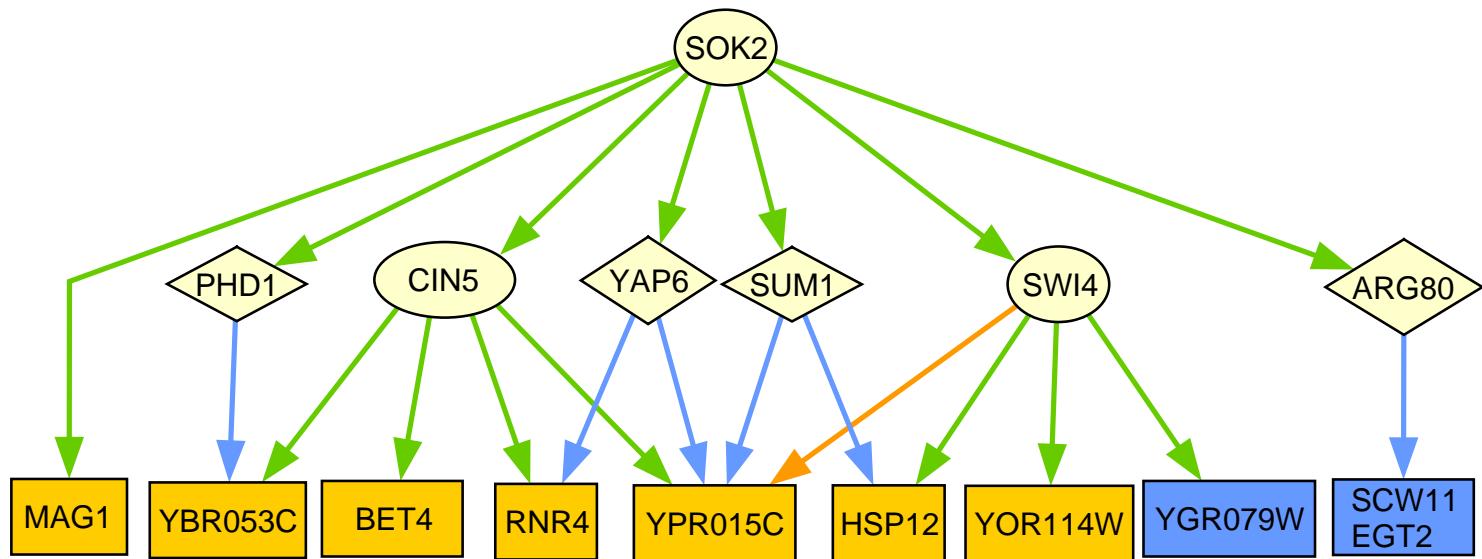 SOK2
PHD1
CIN5
YAP6
SUM1
SWI4
ARG80
MAG1
YBR053C
BET4
RNR4
YPR015C
HSP12
YOR114W
YGR079W
SCW11
EGT2